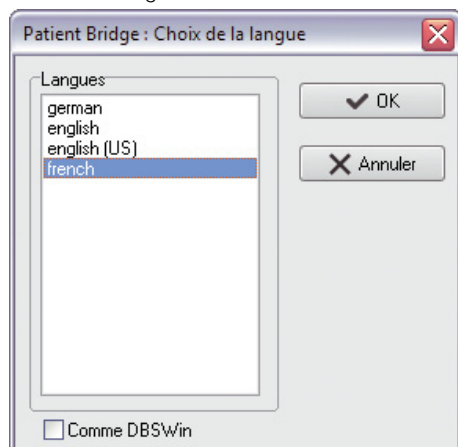 Patient Bridge : Choix de la langue
Langues
german
english
english (US)
french
OK
Annuler
Comme DBSWin